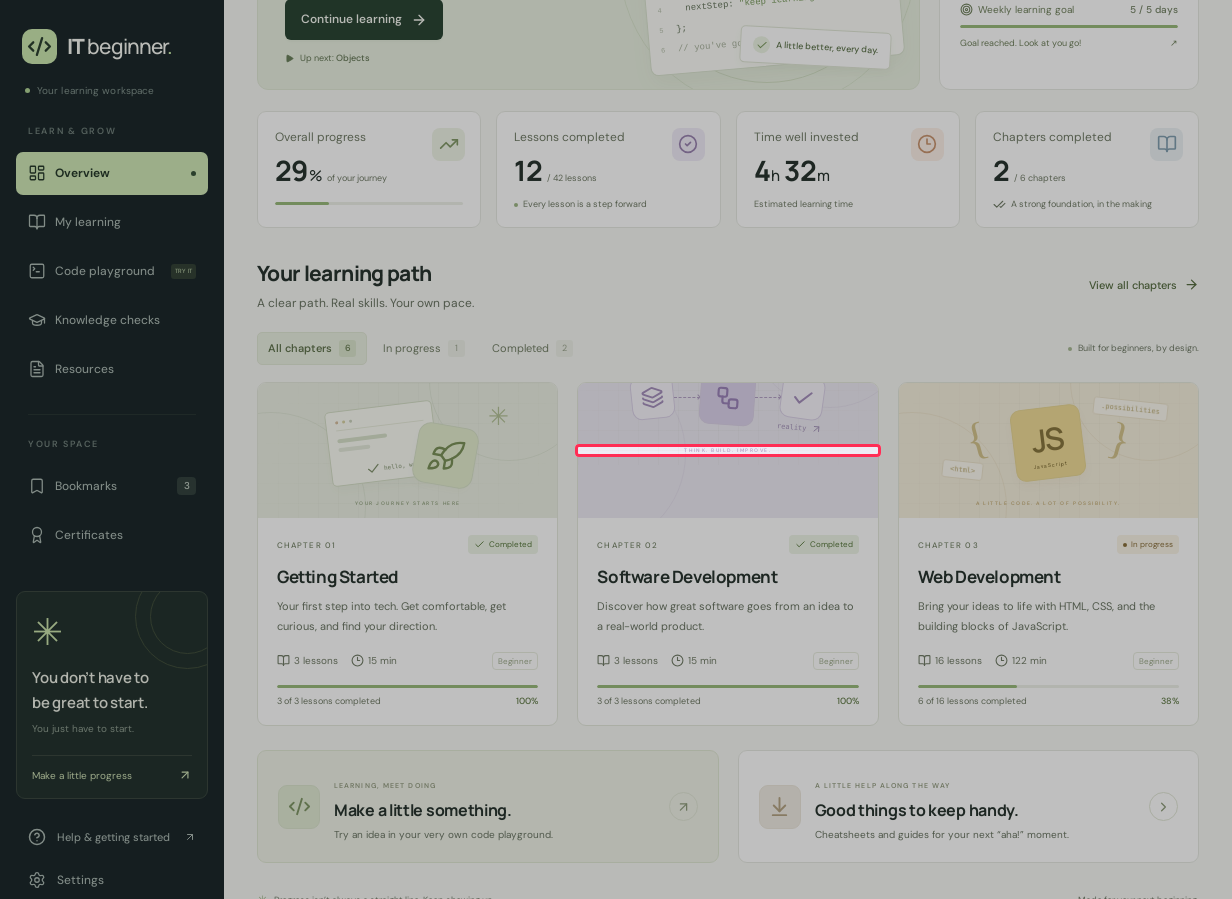 IT beginner.
Your learning workspace
LEARN & GROW
Overview
My learning
Code playground TRY IT
Knowledge checks
Resources
YOUR SPACE
Bookmarks 3
Certificates
You don't have to
be great to start.
You just have to start.
Make a little progress
Help & getting started
Settings
Continue learning
Up next: Objects
4 nextStep: "keep
5 };
6 // you've
A little better, every day.
Weekly learning goal 5 / 5 days
Goal reached. Look at you go!
Overall progress
29% of your journey
Lessons completed
12 / 42 lessons
Every lesson is a step forward
Time well invested
4h 32m
Estimated learning time
Chapters completed
2 / 6 chapters
A strong foundation, in the making
Your learning path
A clear path. Real skills. Your own pace.
View all chapters
All chapters 6
In progress 1
Completed 2
Built for beginners, by design.
hello,
YOUR JOURNEY STARTS HERE
CHAPTER 01
Completed
Getting Started
Your first step into tech. Get comfortable, get
curious, and find your direction.
3 lessons 15 min Beginner
3 of 3 lessons completed 100%
reality
THINK. BUILD. IMPROVE.
CHAPTER 02
Completed
Software Development
Discover how great software goes from an idea to
a real-world product.
3 lessons 15 min Beginner
3 of 3 lessons completed 100%
.possibilities
{ JS }
JavaScript
<html>
A LITTLE CODE. A LOT OF POSSIBILITY.
CHAPTER 03
In progress
Web Development
Bring your ideas to life with HTML, CSS, and the
building blocks of JavaScript.
16 lessons 122 min Beginner
6 of 16 lessons completed 38%
LEARNING, MEET DOING
Make a little something.
Try an idea in your very own code playground.
A LITTLE HELP ALONG THE WAY
Good things to keep handy.
Cheatsheets and guides for your next “aha!” moment.